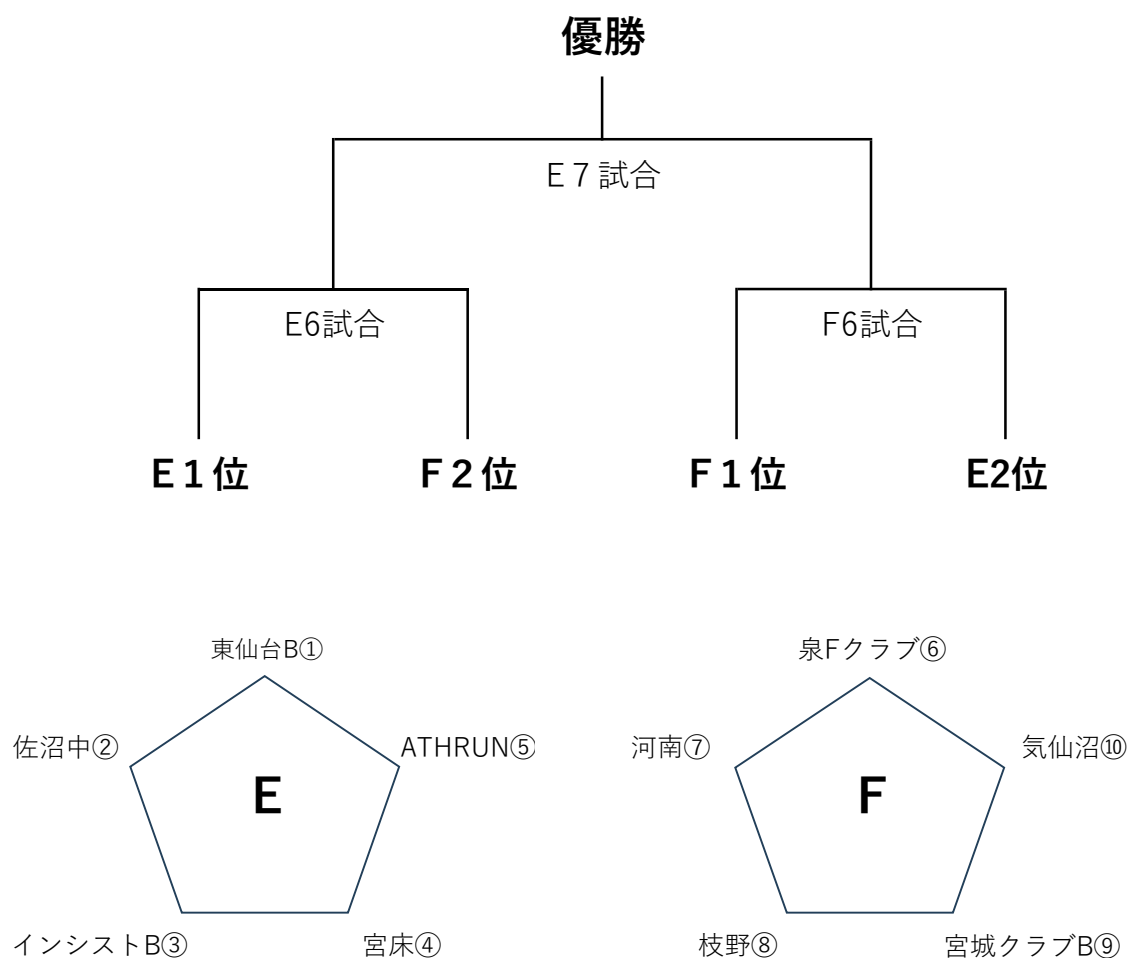 優勝
E７試合
E6試合
F6試合
E１位
F２位
F１位
E2位
東仙台B①
泉Fクラブ⑥
佐沼中②
ATHRUN⑤
河南⑦
気仙沼⑩
E
F
インシストB③
宮床④
枝野⑧
宮城クラブB⑨